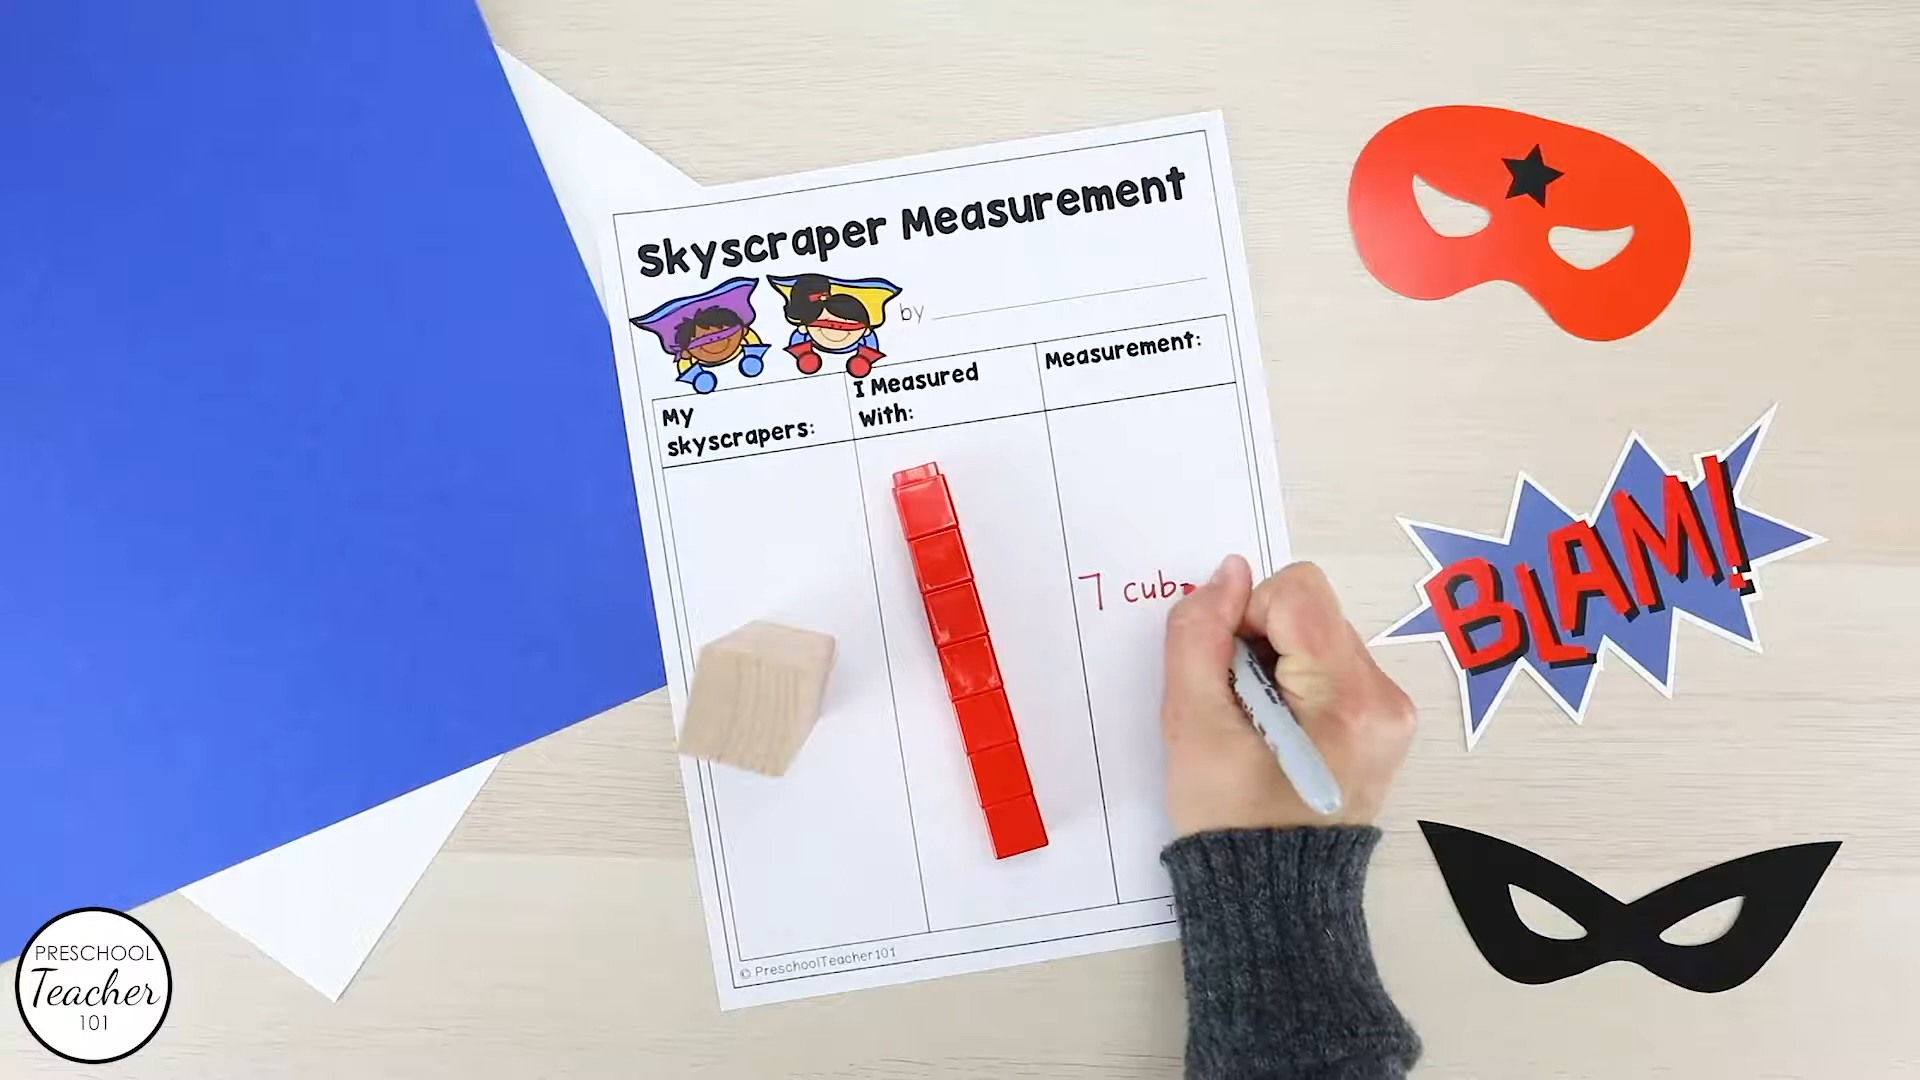 Skyscraper Measurement
by
My
skyscrapers:
I Measured
With:
Measurement:
7 cub
BLAM!
© PreschoolTeacher101
PRESCHOOL
Teacher
101